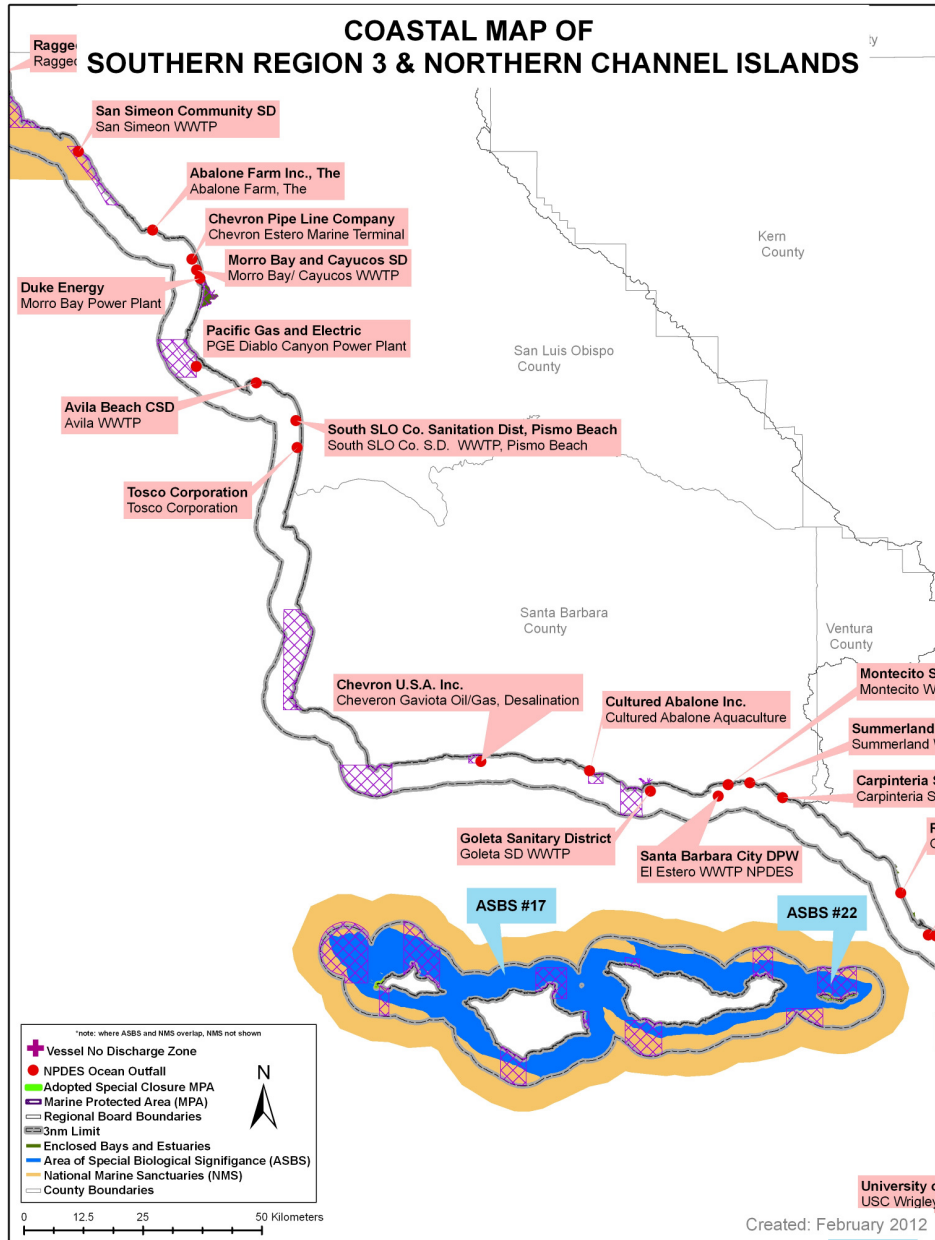 COASTAL MAP OF
SOUTHERN REGION 3 & NORTHERN CHANNEL ISLANDS
San Simeon Community SD
San Simeon WWTP
Abalone Farm Inc., The
Abalone Farm, The
Chevron Pipe Line Company
Chevron Estero Marine Terminal
Morro Bay and Cayucos SD
Morro Bay/ Cayucos WWTP
Duke Energy
Morro Bay Power Plant
Pacific Gas and Electric
PGE Diablo Canyon Power Plant
Avila Beach CSD
Avila WWTP
South SLO Co. Sanitation Dist, Pismo Beach
South SLO Co. S.D. WWTP, Pismo Beach
Tosco Corporation
Tosco Corporation
Kern
County
San Luis Obispo
County
Santa Barbara
County
Ventura
County
Chevron U.S.A. Inc.
Cheveron Gaviota Oil/Gas, Desalination
Cultured Abalone Inc.
Cultured Abalone Aquaculture
Montecito S
Montecito W
Summerland
Summerland
Carpinteria S
Carpinteria S
Goleta Sanitary District
Goleta SD WWTP
Santa Barbara City DPW
El Estero WWTP NPDES
ASBS #17
ASBS #22
*note: where ASBS and NMS overlap, NMS not shown
Vessel No Discharge Zone
NPDES Ocean Outfall
Adopted Special Closure MPA
Marine Protected Area (MPA)
Regional Board Boundaries
3nm Limit
Enclosed Bays and Estuaries
Area of Special Biological Signifigance (ASBS)
National Marine Sanctuaries (NMS)
County Boundaries
N
0 12.5 25 50 Kilometers
University
USC Wrigley
Created: February 2012